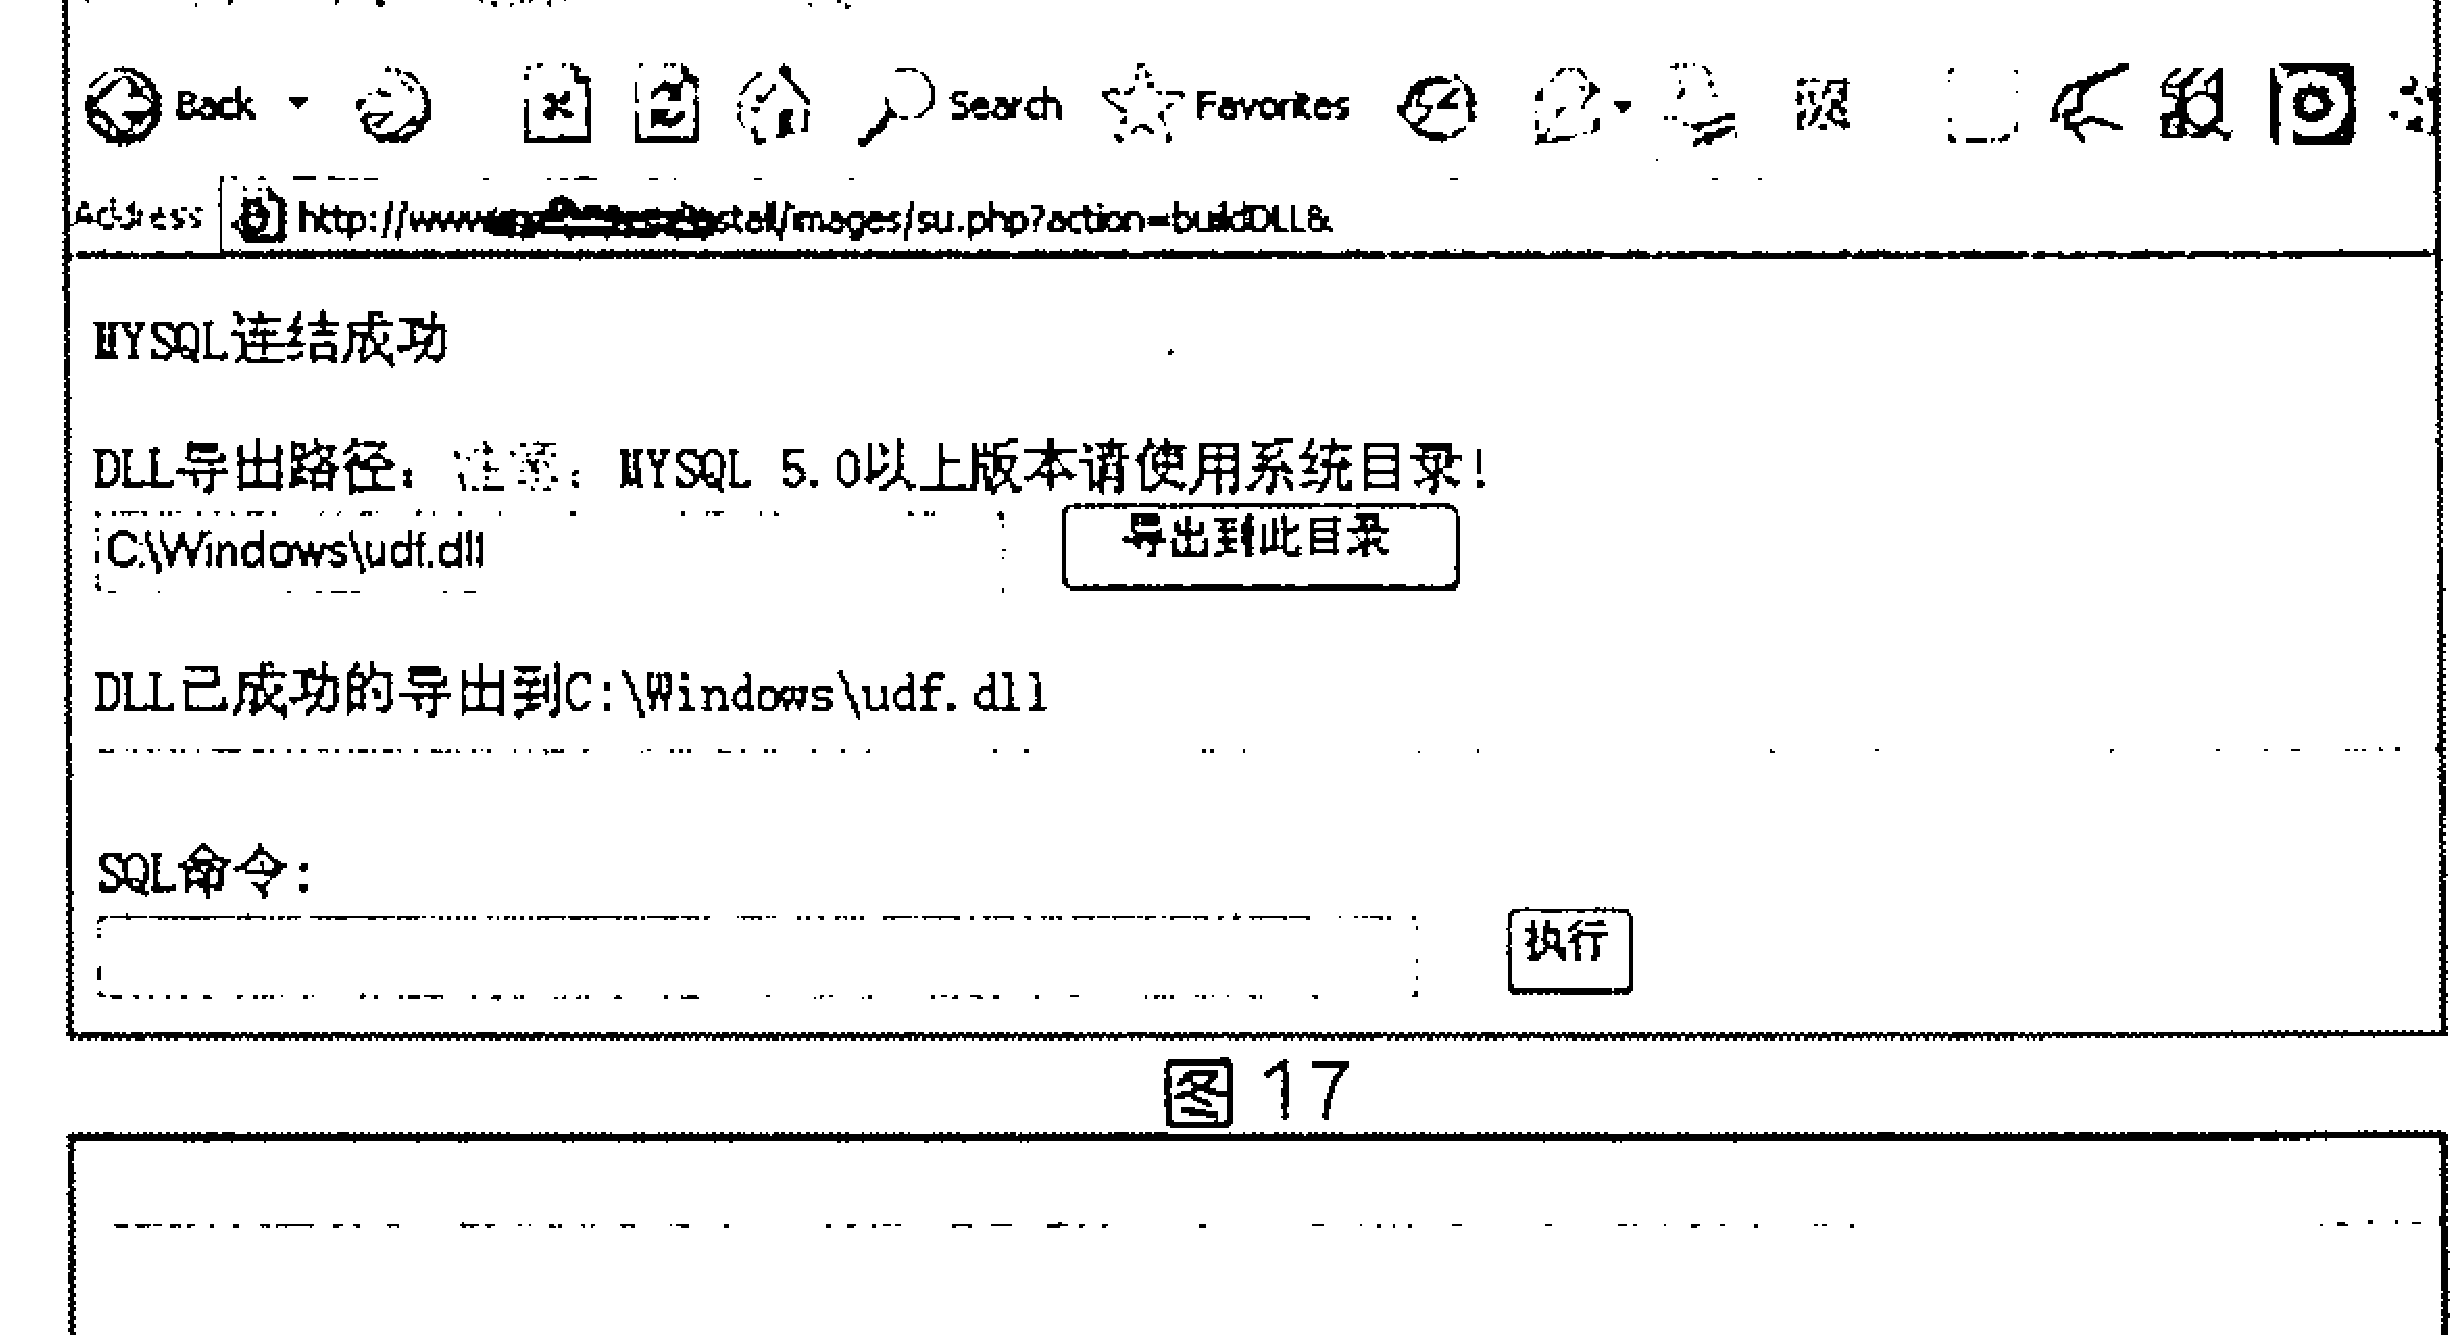 Back Search Favorites
Address http://www stall/images/su.php?action=buildDLL&
MYSQL连结成功
DLL导出路径：注意：MYSQL 5.0以上版本请使用系统目录!
C:\Windows\udf.dll 导出到此目录
DLL已成功的导出到C:\Windows\udf.dll
SQL命令:
执行
图 17